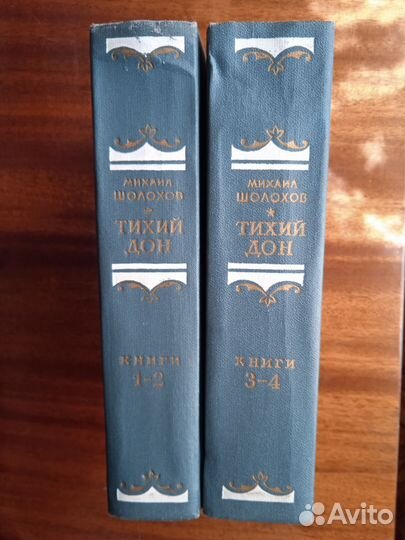 МИХАИЛ
ШОЛОХОВ
ТИХИЙ
ДОН
КНИГИ
1-2
МИХАИЛ
ШОЛОХОВ
★
ТИХИЙ
ДОН
КНИГИ
3-4
Avito